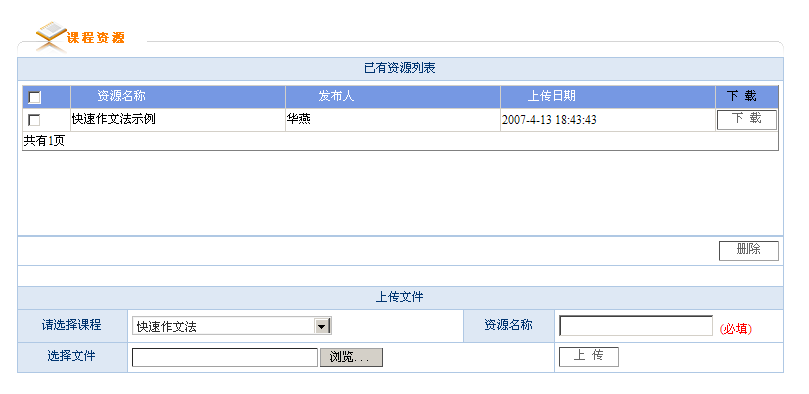 课程资源
已有资源列表
资源名称 发布人 上传日期 下 载
快速作文法示例 华燕 2007-4-13 18:43:43 下 载
共有1页
删除
上传文件
请选择课程 快速作文法 资源名称 (必填)
选择文件 浏览... 上 传